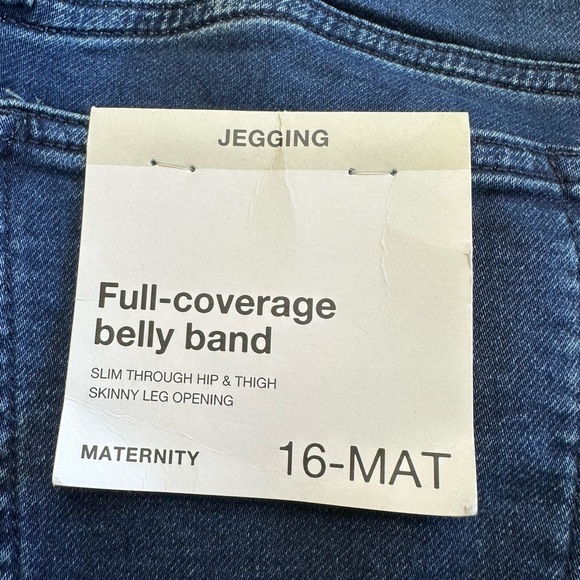 JEGGING
Full-coverage
belly band
SLIM THROUGH HIP & THIGH
SKINNY LEG OPENING
MATERNITY 16-MAT